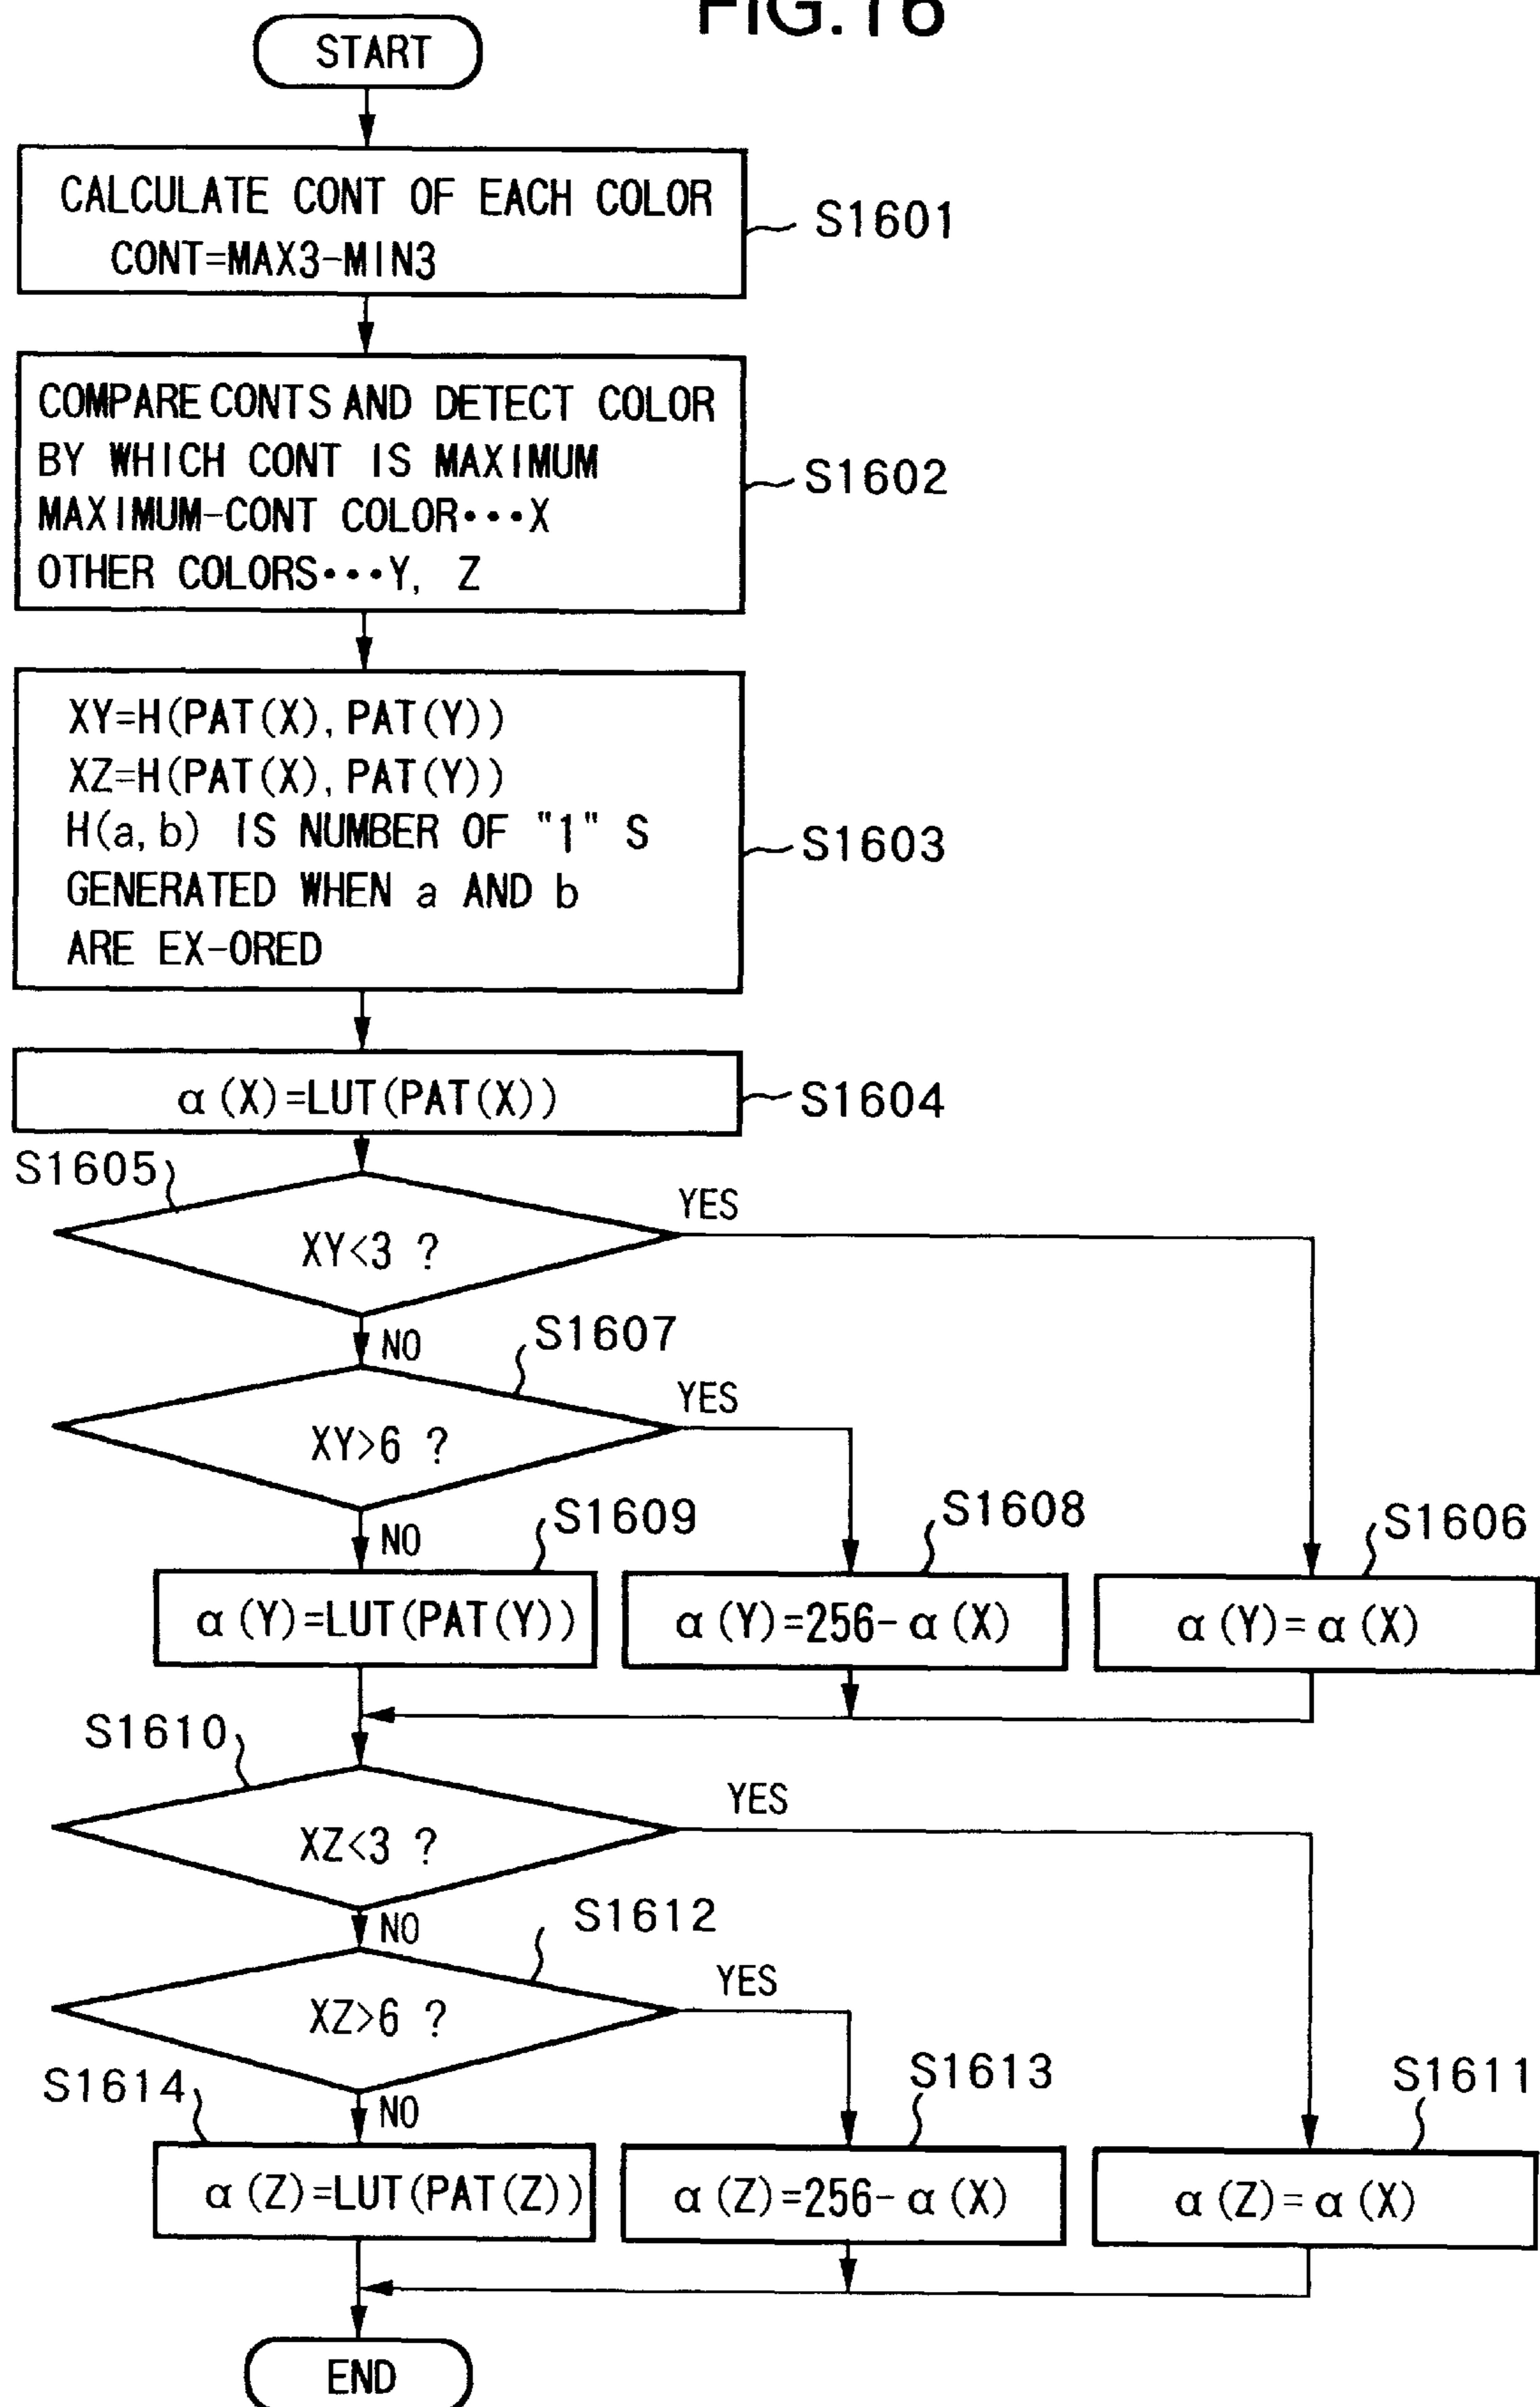 FIG. 16
START
CALCULATE CONT OF EACH COLOR
CONT=MAX3-MIN3
S1601
COMPARE CONTS AND DETECT COLOR
BY WHICH CONT IS MAXIMUM
MAXIMUM-CONT COLOR···X
OTHER COLORS···Y, Z
S1602
XY=H(PAT(X), PAT(Y))
XZ=H(PAT(X), PAT(Y))
H(a, b) IS NUMBER OF "1" S
GENERATED WHEN a AND b
ARE EX-ORED
S1603
α(X)=LUT(PAT(X))
S1604
S1605
XY<3 ?
YES
NO
S1607
XY>6 ?
YES
NO
S1609
S1608
S1606
α(Y)=LUT(PAT(Y))
α(Y)=256-α(X)
α(Y)=α(X)
S1610
XZ<3 ?
YES
NO
S1612
XZ>6 ?
YES
NO
S1614
S1613
S1611
α(Z)=LUT(PAT(Z))
α(Z)=256-α(X)
α(Z)=α(X)
END